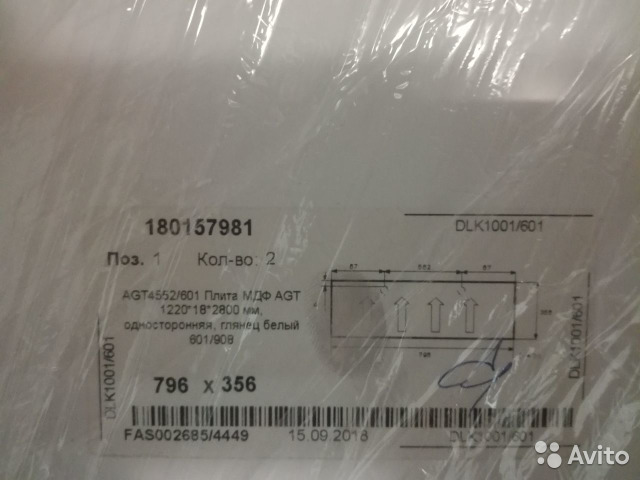 180157981
DLK1001/601
Поз. 1 Кол-во: 2
AGT4552/601 Плита МДФ AGT
1220*18*2800 мм,
односторонняя, глянец белый
601/908
796
796 x 356
DLK1001/601
DLK1001/601
FAS002685/4449 15.09.2018 DLK1001/601
Avito